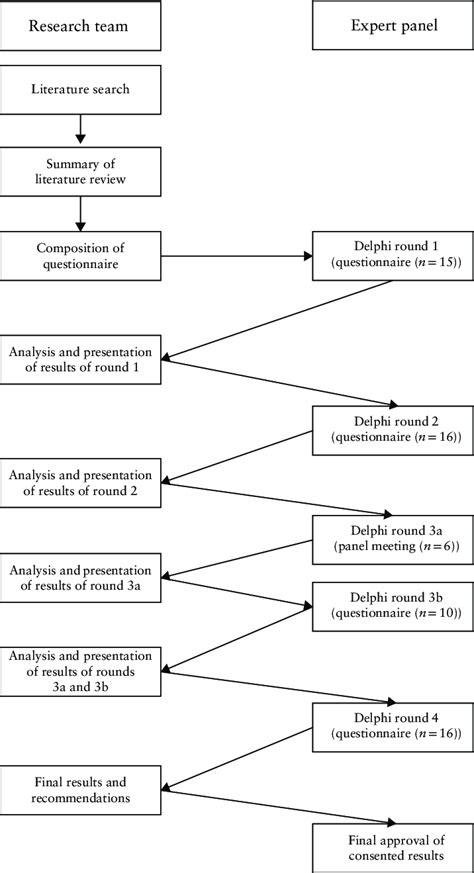 Research team
Expert panel
Literature search
Summary of
literature review
Composition of
questionnaire
Delphi round 1
(questionnaire (n = 15))
Analysis and presentation
of results of round 1
Delphi round 2
(questionnaire (n = 16))
Analysis and presentation
of results of round 2
Delphi round 3a
(panel meeting (n = 6))
Analysis and presentation
of results of round 3a
Delphi round 3b
(questionnaire (n = 10))
Analysis and presentation
of results of rounds
3a and 3b
Delphi round 4
(questionnaire (n = 16))
Final results and
recommendations
Final approval of
consented results